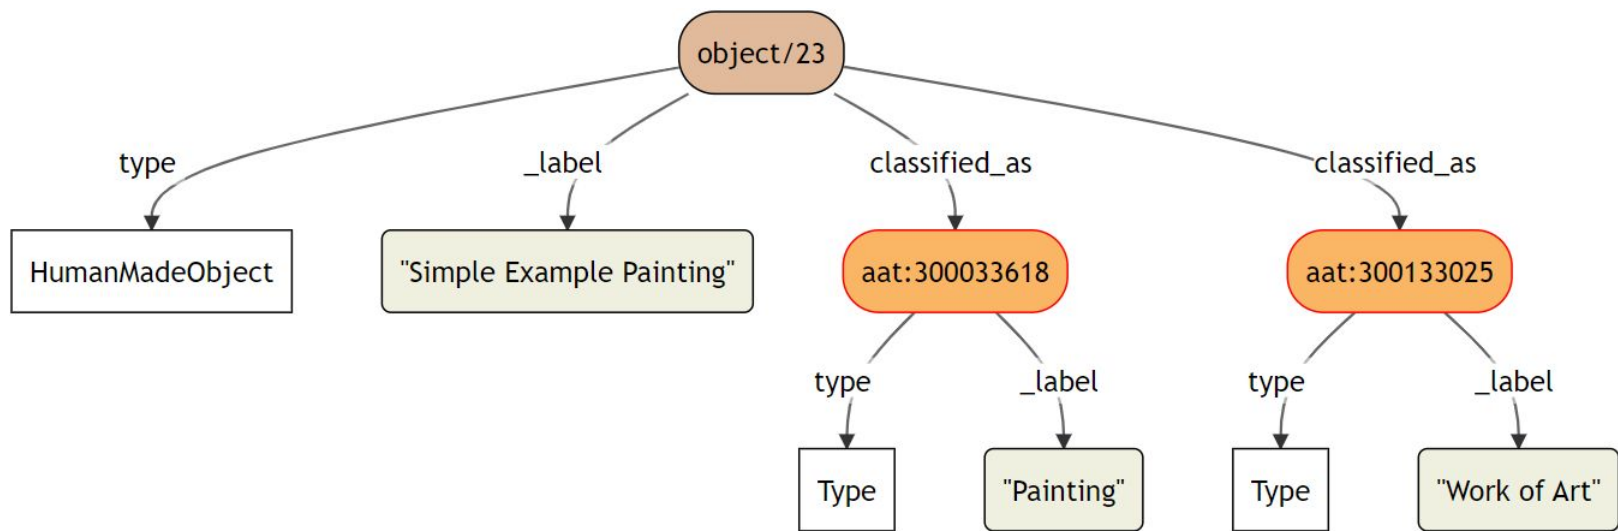 object/23
type
_label
classified_as
classified_as
HumanMadeObject
"Simple Example Painting"
aat:300033618
aat:300133025
type
_label
type
_label
Type
"Painting"
Type
"Work of Art"